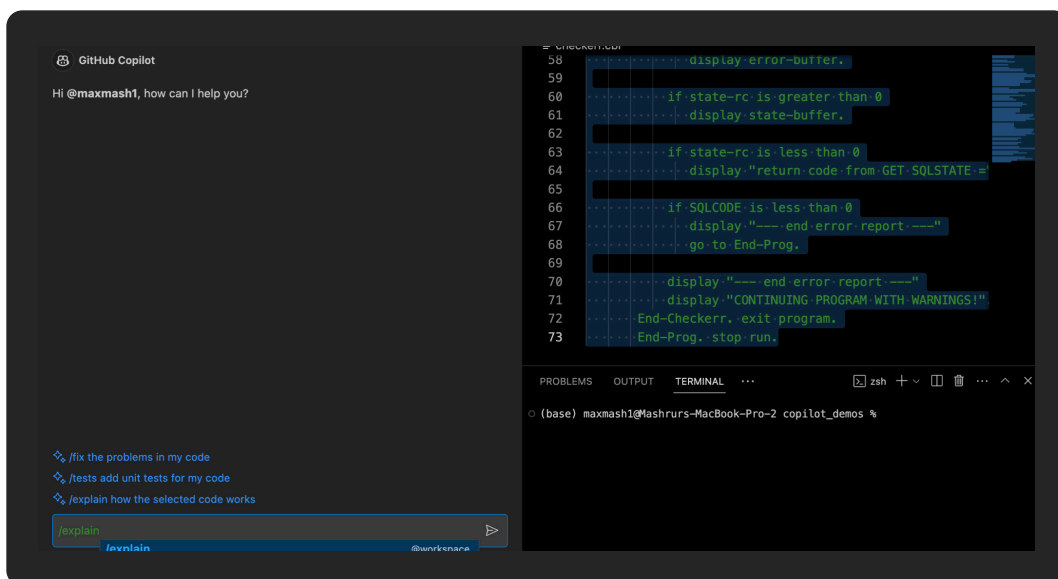 GitHub Copilot
Hi @maxmash1, how can I help you?
/fix the problems in my code
/tests add unit tests for my code
/explain how the selected code works
/explain
/explain @workspace
checkerr.cbl
58 display error-buffer.
59
60 if state-rc is greater than 0
61 display state-buffer.
62
63 if state-rc is less than 0
64 display "return code from GET SQLSTATE ="
65
66 if SQLCODE is less than 0
67 display "--- end error report ---"
68 go to End-Prog.
69
70 display "--- end error report ---"
71 display "CONTINUING PROGRAM WITH WARNINGS!"
72 End-Checkerr. exit program.
73 End-Prog. stop run.
PROBLEMS OUTPUT TERMINAL ··· zsh
(base) maxmash1@Mashrurs-MacBook-Pro-2 copilot_demos %